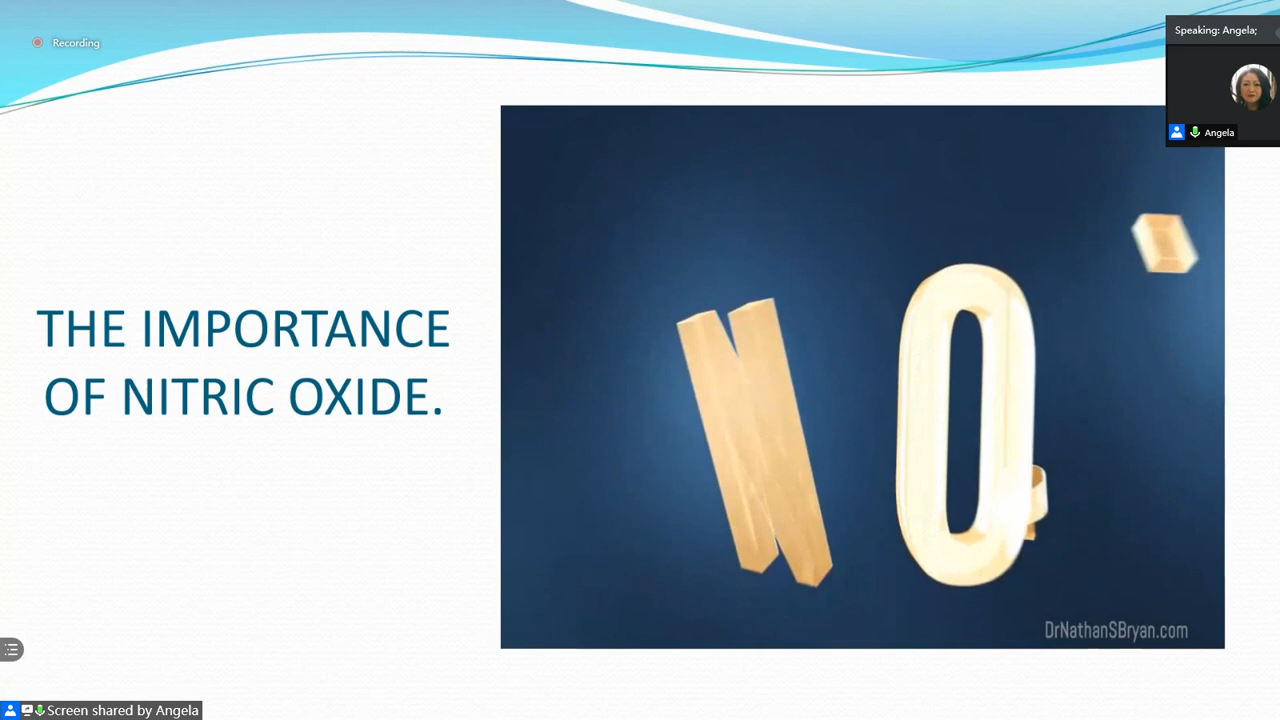 Recording
Speaking: Angela;
Angela
THE IMPORTANCE
OF NITRIC OXIDE.
NO
DrNathanSBryan.com
Screen shared by Angela